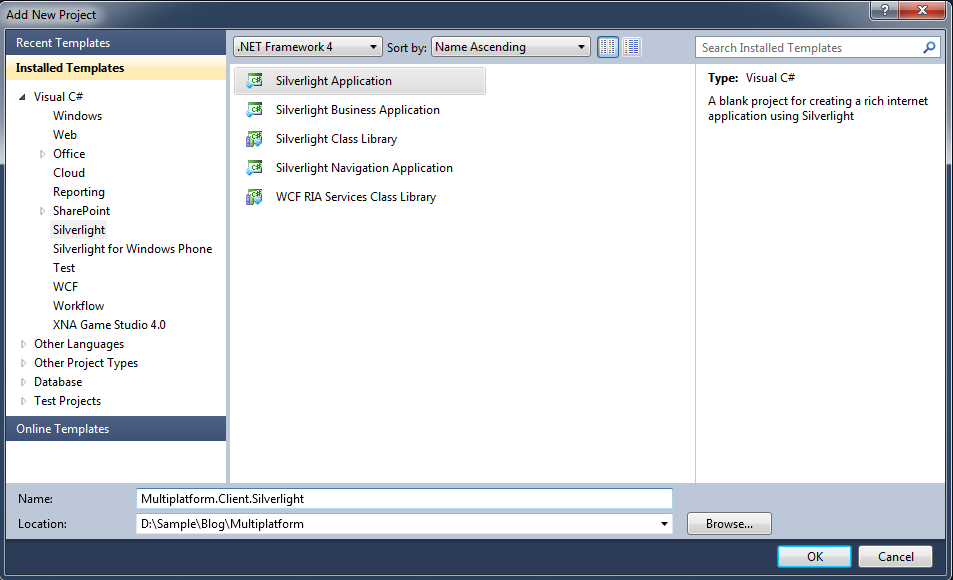 Add New Project
?
Recent Templates
Installed Templates
Visual C#
Windows
Web
Office
Cloud
Reporting
SharePoint
Silverlight
Silverlight for Windows Phone
Test
WCF
Workflow
XNA Game Studio 4.0
Other Languages
Other Project Types
Database
Test Projects
Online Templates
.NET Framework 4
Sort by: Name Ascending
Silverlight Application
Silverlight Business Application
Silverlight Class Library
Silverlight Navigation Application
WCF RIA Services Class Library
Search Installed Templates
Type: Visual C#
A blank project for creating a rich internet
application using Silverlight
Name: Multiplatform.Client.Silverlight
Location: D:\Sample\Blog\Multiplatform
Browse...
OK Cancel